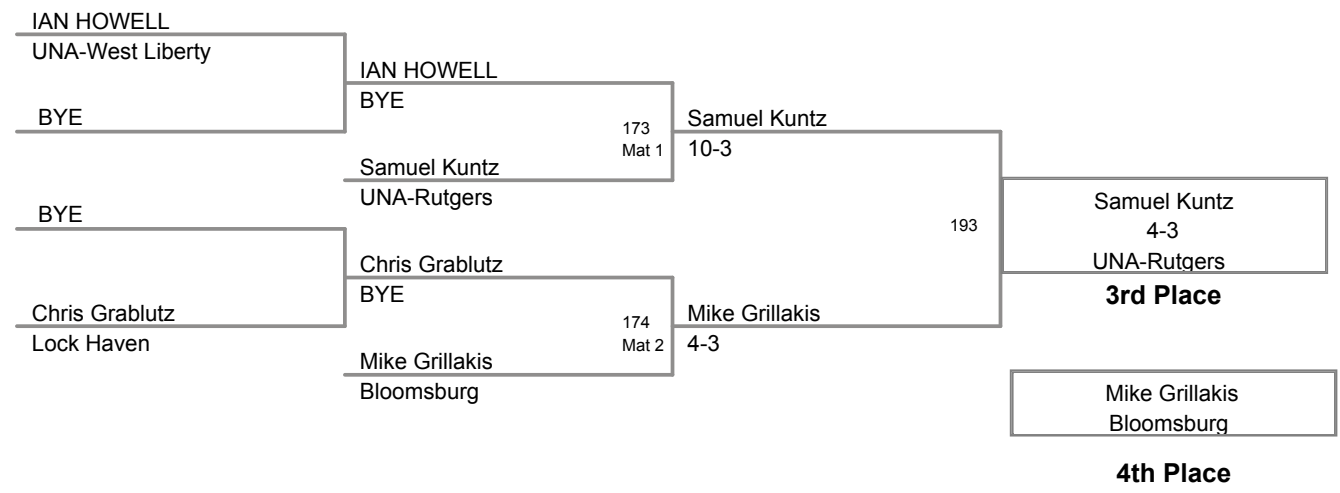 IAN HOWELL
UNA-West Liberty
BYE
BYE
Chris Grablutz
Lock Haven
IAN HOWELL
BYE
173
Mat 1
Samuel Kuntz
UNA-Rutgers
Chris Grablutz
BYE
174
Mat 2
Mike Grillakis
Bloomsburg
Samuel Kuntz
10-3
193
Mike Grillakis
4-3
Samuel Kuntz
4-3
UNA-Rutgers
3rd Place
Mike Grillakis
Bloomsburg
4th Place